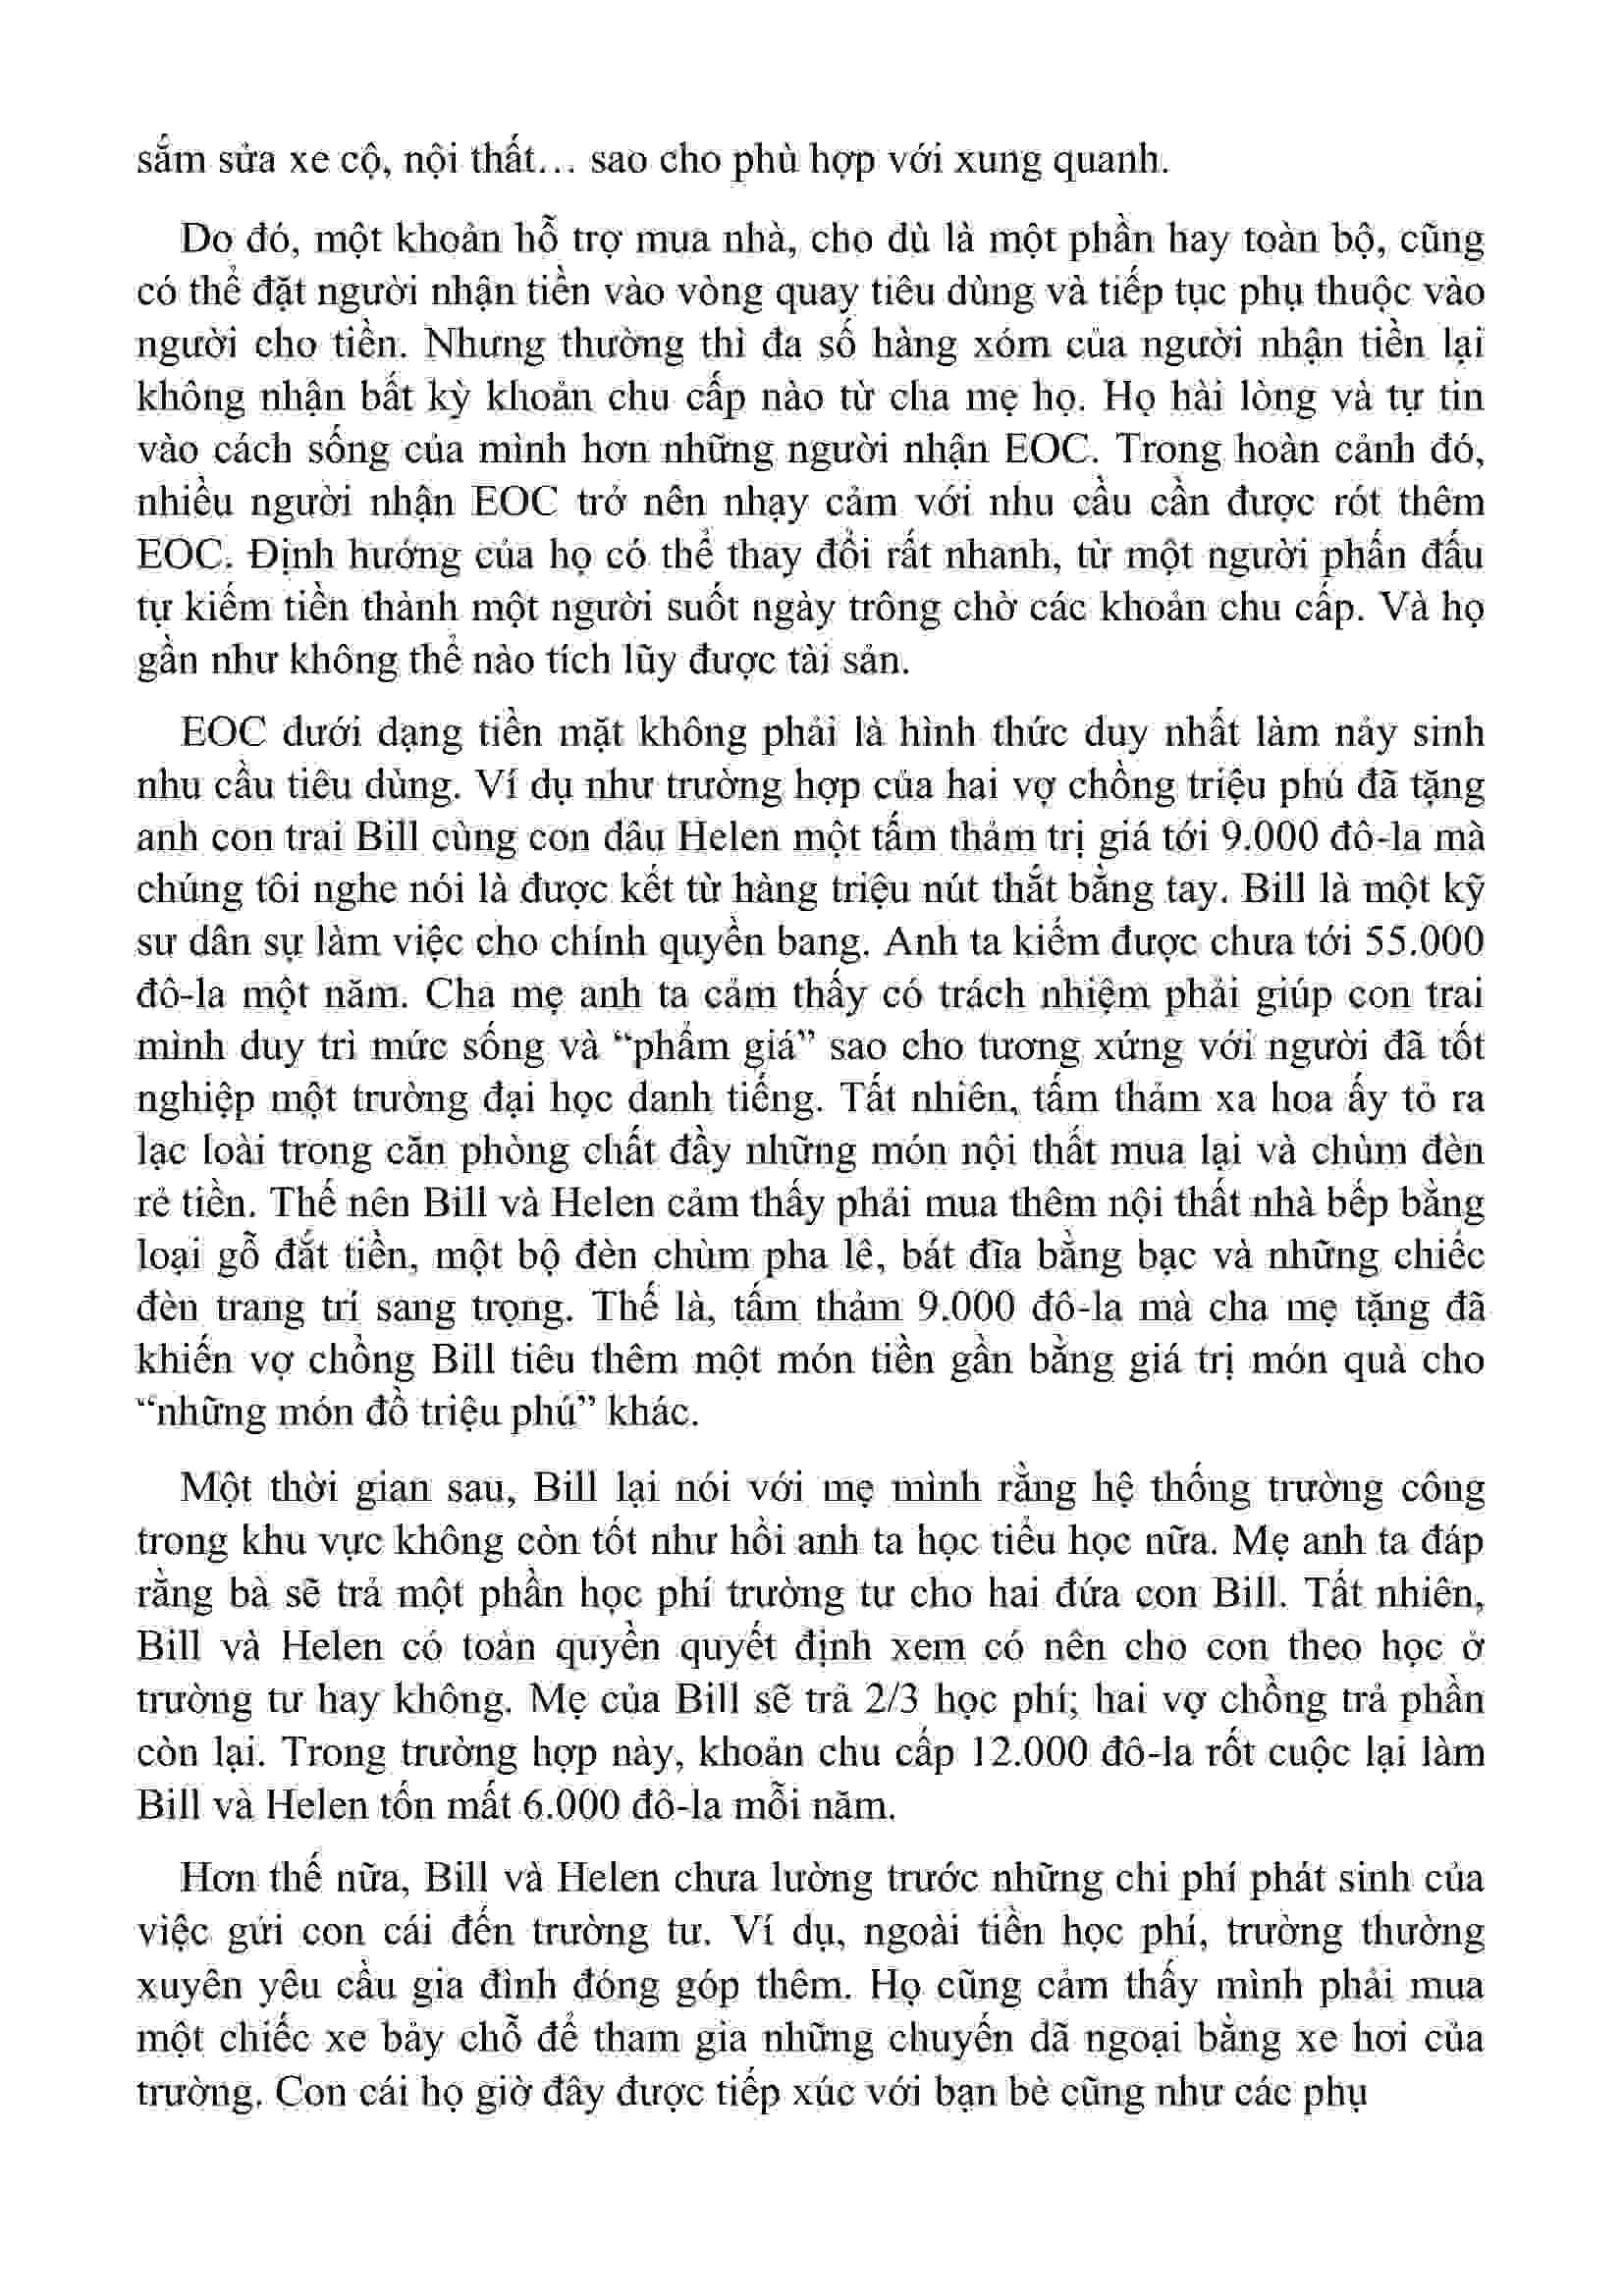 sắm sửa xe cộ, nội thất… sao cho phù hợp với xung quanh.
Do đó, một khoản hỗ trợ mua nhà, cho dù là một phần hay toàn bộ, cũng
có thể đặt người nhận tiền vào vòng quay tiêu dùng và tiếp tục phụ thuộc vào
người cho tiền. Nhưng thường thì đa số hàng xóm của người nhận tiền lại
không nhận bất kỳ khoản chu cấp nào từ cha mẹ họ. Họ hài lòng và tự tin
vào cách sống của mình hơn những người nhận EOC. Trong hoàn cảnh đó,
nhiều người nhận EOC trở nên nhạy cảm với nhu cầu cần được rót thêm
EOC. Định hướng của họ có thể thay đổi rất nhanh, từ một người phấn đấu
tự kiếm tiền thành một người suốt ngày trông chờ các khoản chu cấp. Và họ
gần như không thể nào tích lũy được tài sản.
EOC dưới dạng tiền mặt không phải là hình thức duy nhất làm nảy sinh
nhu cầu tiêu dùng. Ví dụ như trường hợp của hai vợ chồng triệu phú đã tặng
anh con trai Bill cùng con dâu Helen một tấm thảm trị giá tới 9.000 đô-la mà
chúng tôi nghe nói là được kết từ hàng triệu nút thắt bằng tay. Bill là một kỹ
sư dân sự làm việc cho chính quyền bang. Anh ta kiếm được chưa tới 55.000
đô-la một năm. Cha mẹ anh ta cảm thấy có trách nhiệm phải giúp con trai
mình duy trì mức sống và “phẩm giá” sao cho tương xứng với người đã tốt
nghiệp một trường đại học danh tiếng. Tất nhiên, tấm thảm xa hoa ấy tỏ ra
lạc loài trong căn phòng chất đầy những món nội thất mua lại và chùm đèn
rẻ tiền. Thế nên Bill và Helen cảm thấy phải mua thêm nội thất nhà bếp bằng
loại gỗ đắt tiền, một bộ đèn chùm pha lê, bát đĩa bằng bạc và những chiếc
đèn trang trí sang trọng. Thế là, tấm thảm 9.000 đô-la mà cha mẹ tặng đã
khiến vợ chồng Bill tiêu thêm một món tiền gần bằng giá trị món quà cho
“những món đồ triệu phú” khác.
Một thời gian sau, Bill lại nói với mẹ mình rằng hệ thống trường công
trong khu vực không còn tốt như hồi anh ta học tiểu học nữa. Mẹ anh ta đáp
rằng bà sẽ trả một phần học phí trường tư cho hai đứa con Bill. Tất nhiên,
Bill và Helen có toàn quyền quyết định xem có nên cho con theo học ở
trường tư hay không. Mẹ của Bill sẽ trả 2/3 học phí; hai vợ chồng trả phần
còn lại. Trong trường hợp này, khoản chu cấp 12.000 đô-la rốt cuộc lại làm
Bill và Helen tốn mất 6.000 đô-la mỗi năm.
Hơn thế nữa, Bill và Helen chưa lường trước những chi phí phát sinh của
việc gửi con cái đến trường tư. Ví dụ, ngoài tiền học phí, trường thường
xuyên yêu cầu gia đình đóng góp thêm. Họ cũng cảm thấy mình phải mua
một chiếc xe bảy chỗ để tham gia những chuyến dã ngoại bằng xe hơi của
trường. Con cái họ giờ đây được tiếp xúc với bạn bè cũng như các phụ